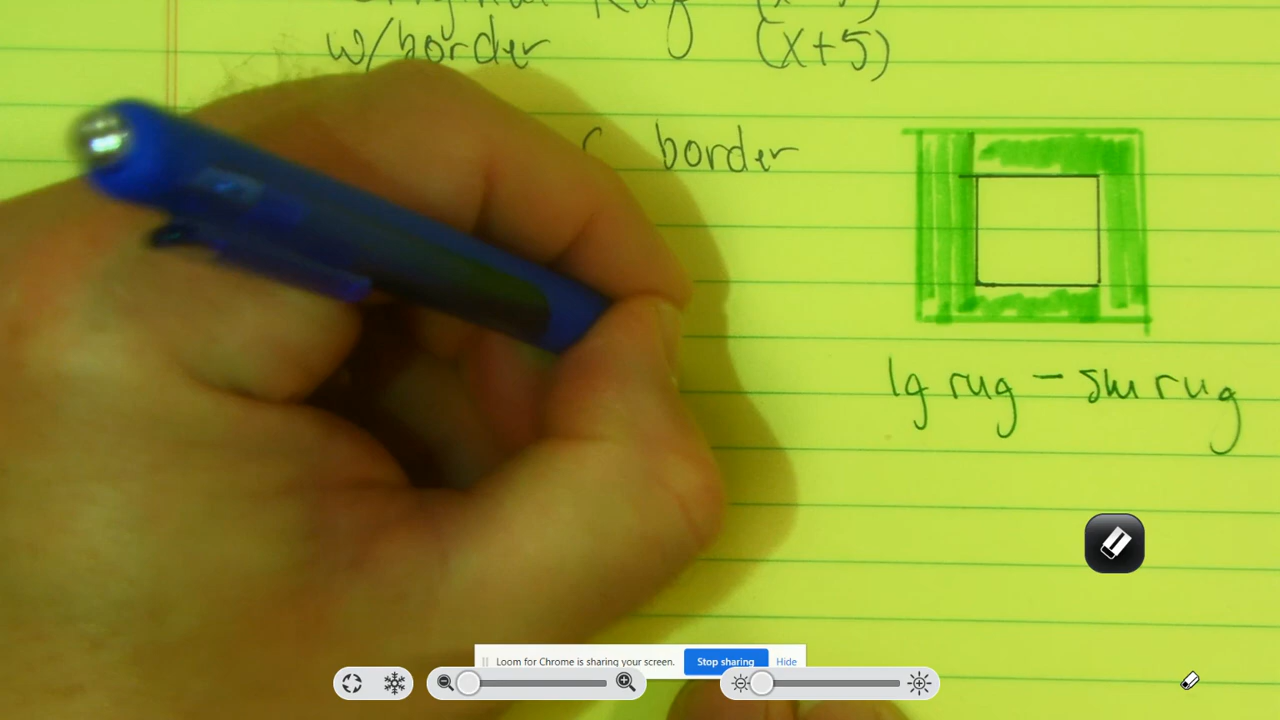 w/border (x+5)
border
lg rug - sm rug
Loom for Chrome is sharing your screen. Stop sharing Hide